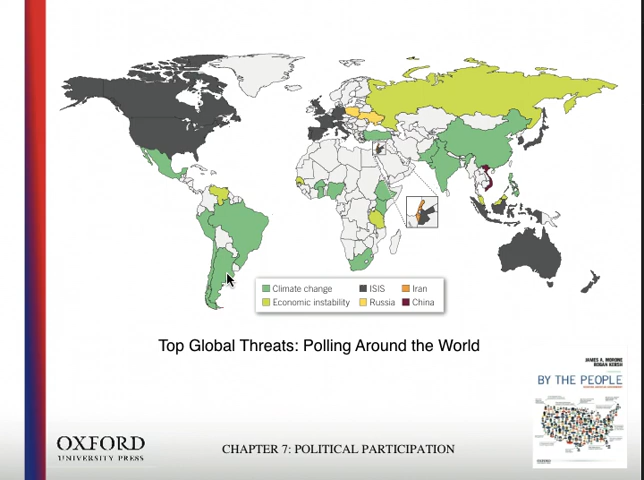 Climate change
ISIS
Iran
Economic instability
Russia
China
Top Global Threats: Polling Around the World
JAMES A. MORONE
ROGAN KERSH
BY THE PEOPLE
OXFORD
UNIVERSITY PRESS
CHAPTER 7: POLITICAL PARTICIPATION